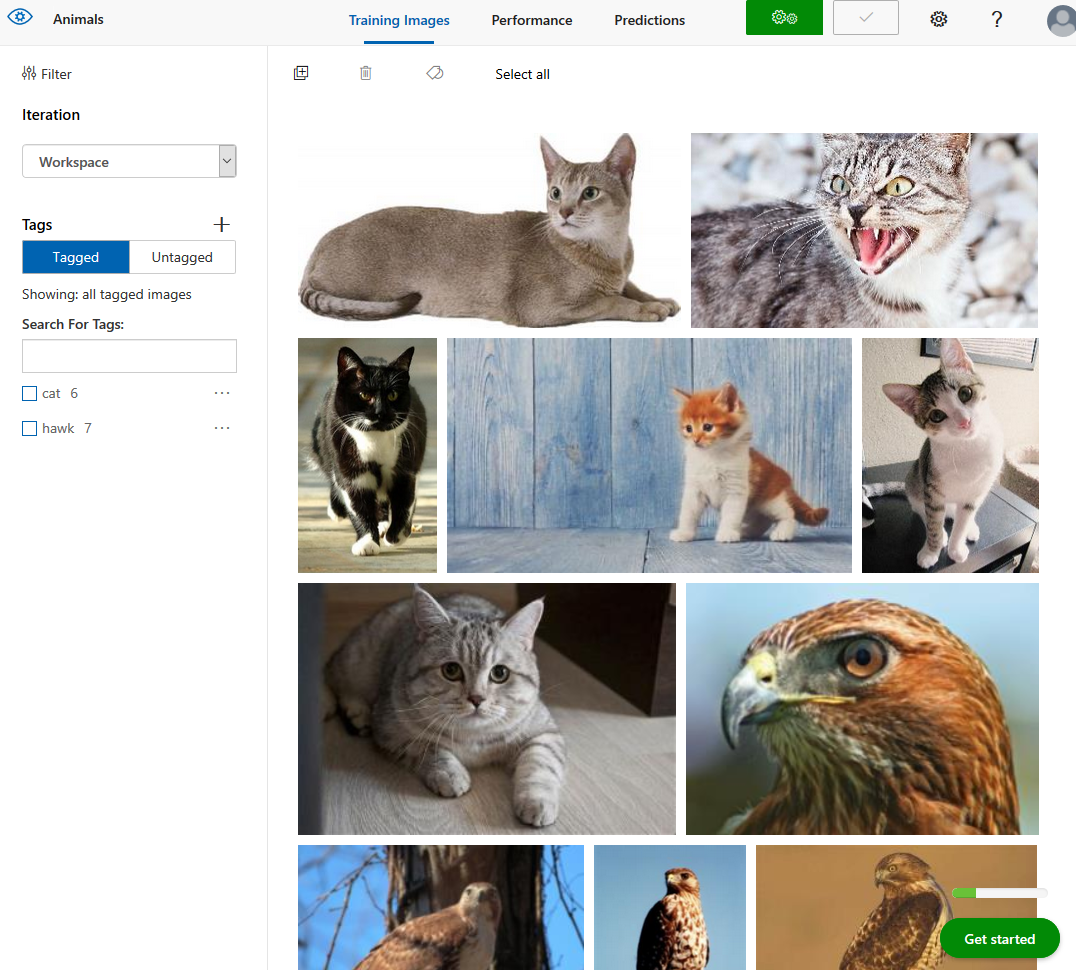 Animals
Training Images
Performance
Predictions
?
Filter
Select all
Iteration
Workspace
Tags
Tagged
Untagged
Showing: all tagged images
Search For Tags:
cat 6
hawk 7
Get started